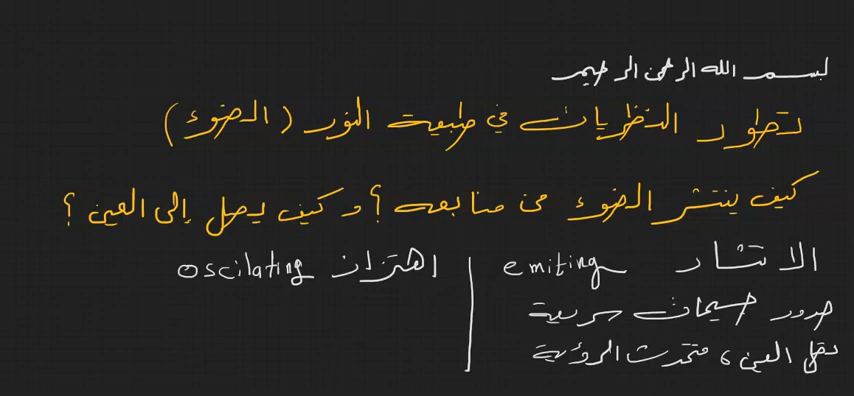 بسم الله الرحمن الرحيم
تطور النظريات في طبيعة النور (الضوء)
كيف ينتشر الضوء من منابعه؟ وكيف يصل إلى العين؟
الانتشار emiting | اهتزاز oscilating
صدور جسيمات سريعة
تصل العين، فتحدث الرؤية